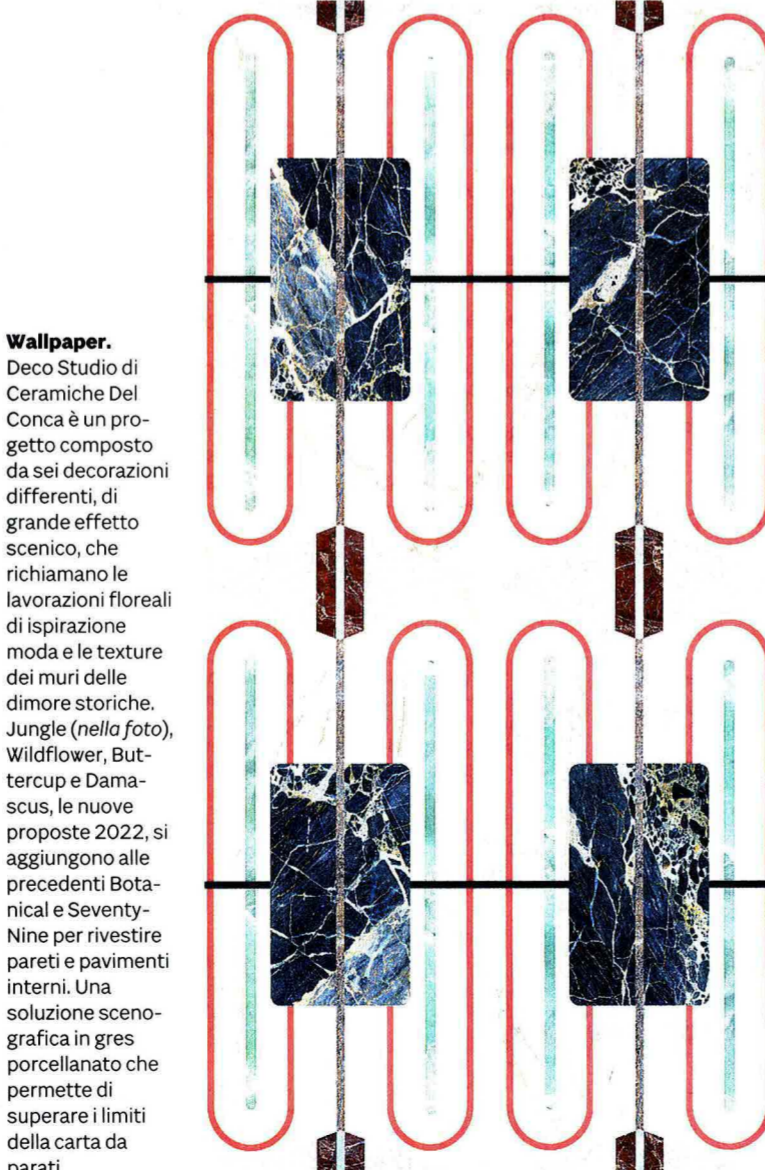 Wallpaper.
Deco Studio di
Ceramiche Del
Conca è un pro-
getto composto
da sei decorazioni
differenti, di
grande effetto
scenico, che
richiamano le
lavorazioni floreali
di ispirazione
moda e le texture
dei muri delle
dimore storiche.
Jungle (nella foto),
Wildflower, But-
tercup e Dama-
scus, le nuove
proposte 2022, si
aggiungono alle
precedenti Bota-
nical e Seventy-
Nine per rivestire
pareti e pavimenti
interni. Una
soluzione sceno-
grafica in gres
porcellanato che
permette di
superare i limiti
della carta da
parati